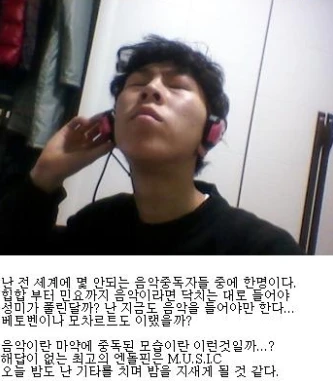 난 전 세계에 몇 안되는 음악중독자들 중에 한명이다.
힙합 부터 민요까지 음악이라면 닥치는 대로 들어야
성미가 풀린달까? 난 지금도 음악을 들어야만 한다...
베토벤이나 모차르트도 이랬을까?
음악이란 마약에 중독된 모습이란 이런것일까...?
해답이 없는 최고의 엔돌핀은 M.U.S.I.C
오늘 밤도 난 기타를 치며 밤을 지새게 될 것 같다.